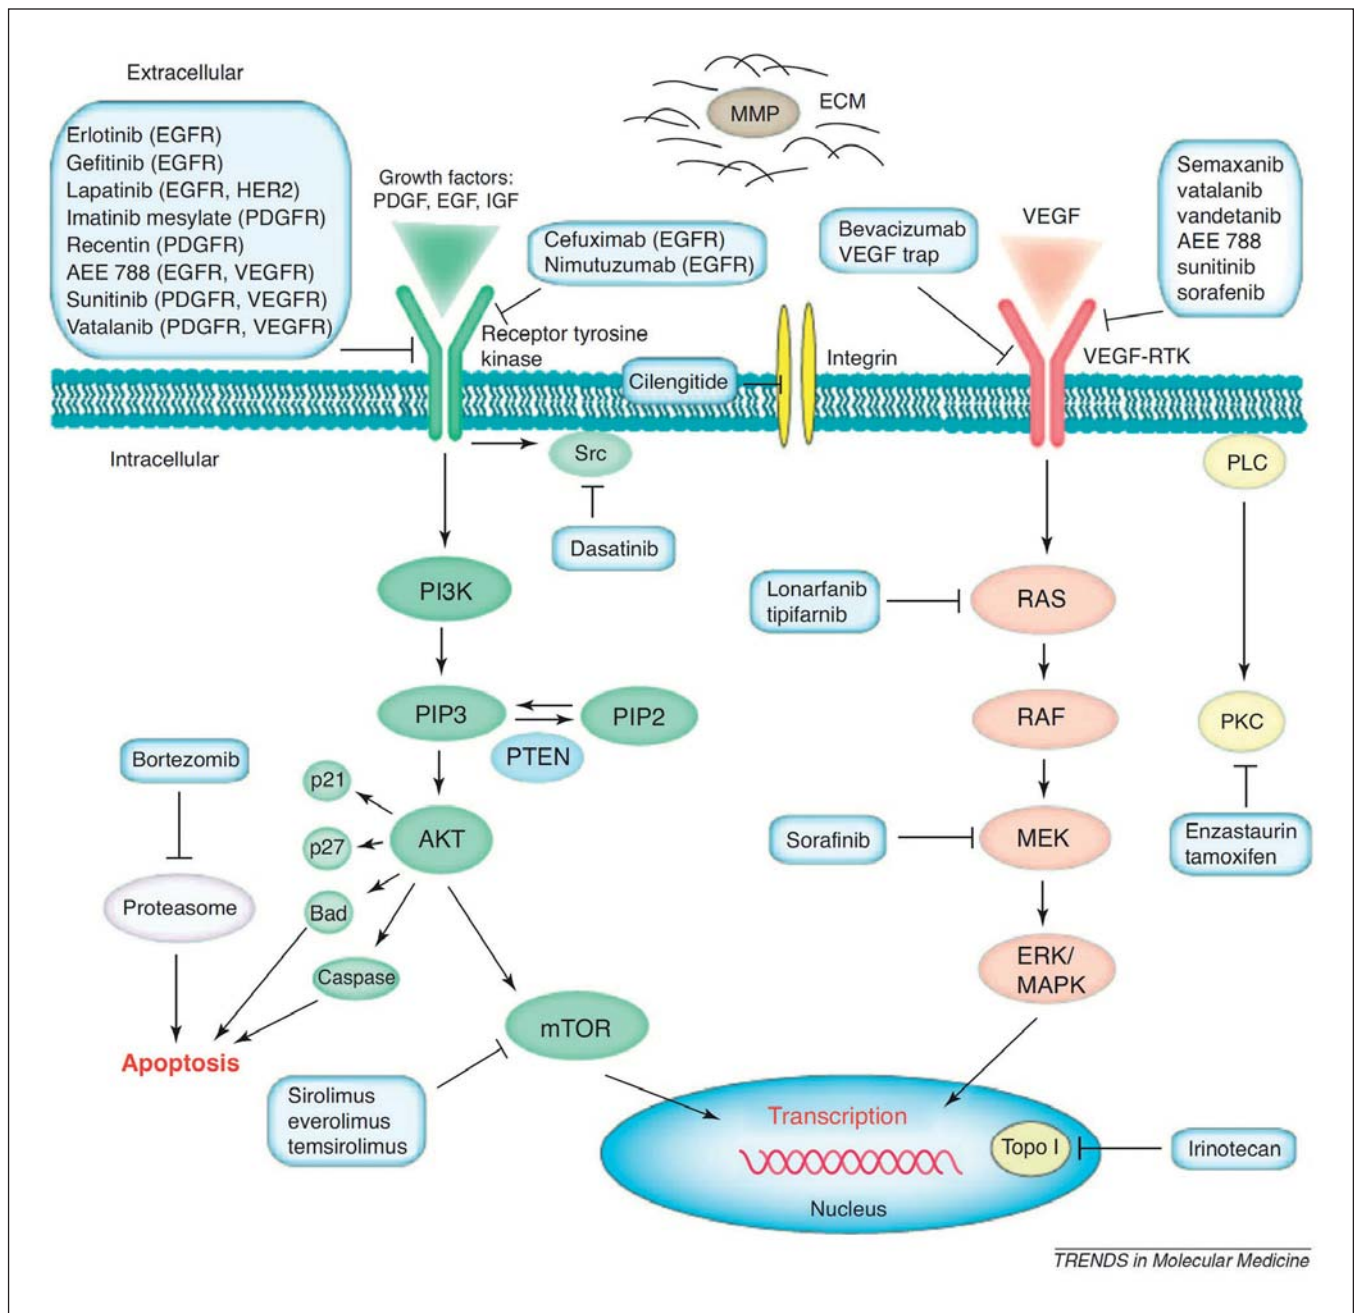 Extracellular
Erlotinib (EGFR)
Gefitinib (EGFR)
Lapatinib (EGFR, HER2)
Imatinib mesylate (PDGFR)
Recentin (PDGFR)
AEE 788 (EGFR, VEGFR)
Sunitinib (PDGFR, VEGFR)
Vatalanib (PDGFR, VEGFR)
Growth factors:
PDGF, EGF, IGF
Cefuximab (EGFR)
Nimutuzumab (EGFR)
Receptor tyrosine
kinase
MMP
ECM
Bevacizumab
VEGF trap
VEGF
Semaxanib
vatalanib
vandetanib
AEE 788
sunitinib
sorafenib
VEGF-RTK
Integrin
Cilengitide
Intracellular
Src
Dasatinib
PLC
PI3K
Lonarfanib
tipifarnib
RAS
PIP3
PIP2
PTEN
RAF
PKC
Bortezomib
p21
p27
AKT
Sorafinib
MEK
Enzastaurin
tamoxifen
Proteasome
Bad
Caspase
ERK/
MAPK
mTOR
Apoptosis
Sirolimus
everolimus
temsirolimus
Transcription
Topo I
Irinotecan
Nucleus
TRENDS in Molecular Medicine